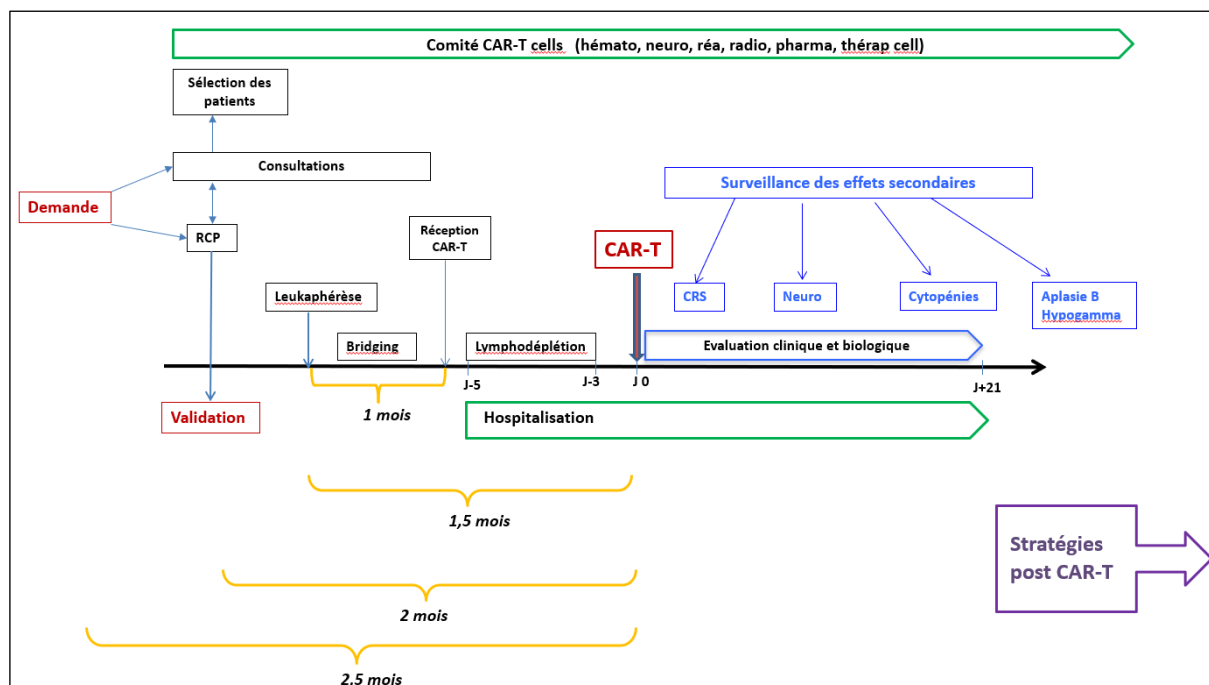 Comité CAR-T cells (hémato, neuro, réa, radio, pharma, thérap cell)
Sélection des
patients
Consultations
Demande
RCP
Réception
CAR-T
Surveillance des effets secondaires
CAR-T
Leukaphérèse
CRS
Neuro
Cytopénies
Aplasie B
Hypogamma
Bridging
Lymphodéplétion
Evaluation clinique et biologique
J-5
J-3
J 0
J+21
Validation
1 mois
Hospitalisation
1,5 mois
Stratégies
post CAR-T
2 mois
2,5 mois